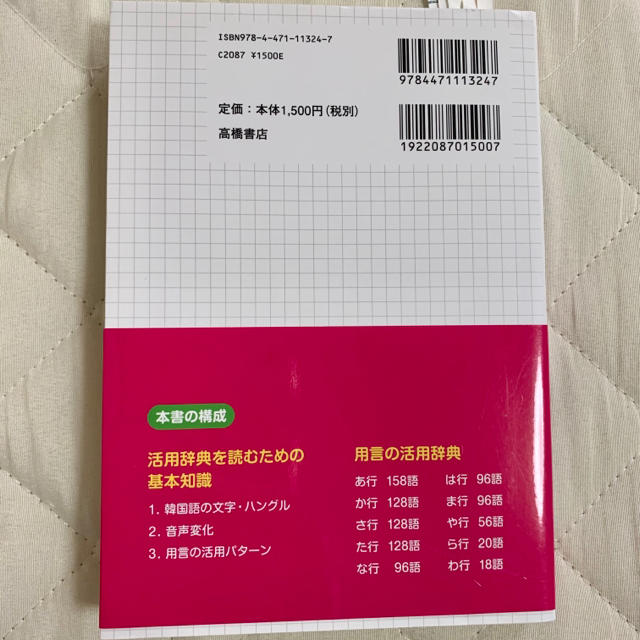 ISBN978-4-471-11324-7
C2087 ¥1500E
9784471113247
定価：本体1,500円（税別）
高橋書店
1922087015007
本書の構成
活用辞典を読むための
基本知識
1. 韓国語の文字・ハングル
2. 音声変化
3. 用言の活用パターン
用言の活用辞典
あ行 158語 は行 96語
か行 128語 ま行 96語
さ行 128語 や行 56語
た行 128語 ら行 20語
な行 96語 わ行 18語